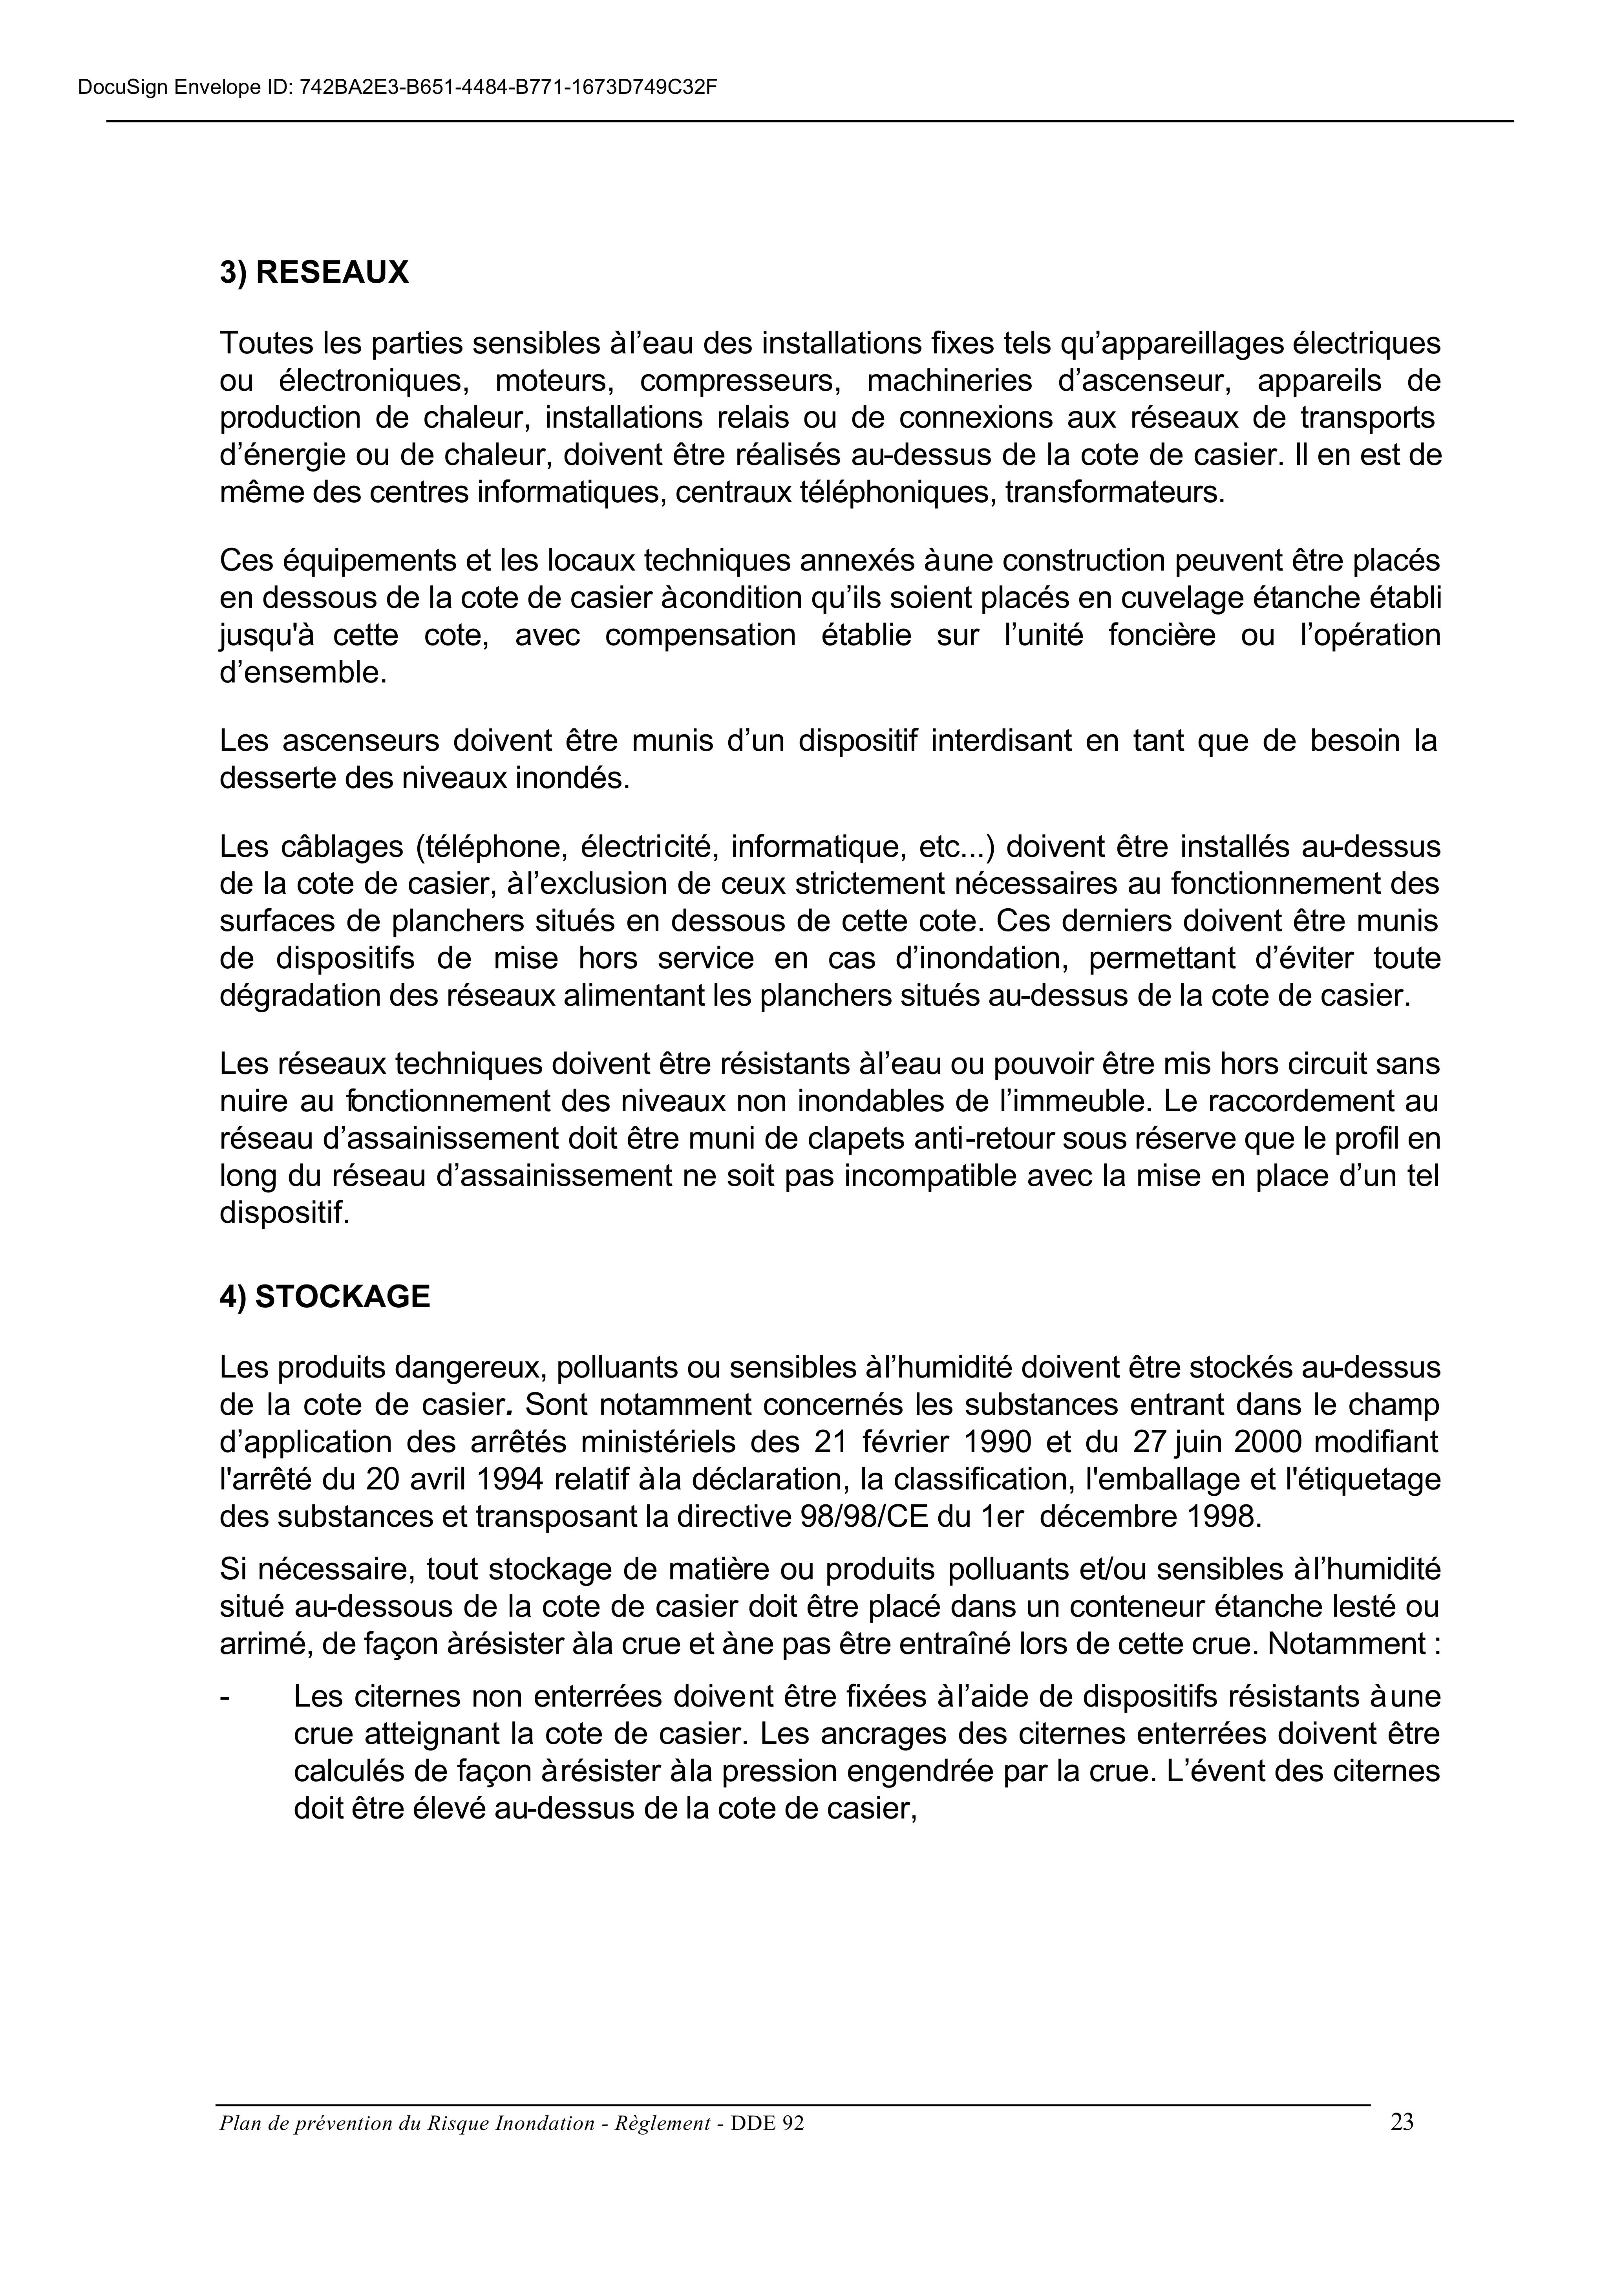 DocuSign Envelope ID: 742BA2E3-B651-4484-B771-1673D749C32F
3) RESEAUX
Toutes les parties sensibles à l’eau des installations fixes tels qu’appareillages électriques
ou électroniques, moteurs, compresseurs, machineries d’ascenseur, appareils de
production de chaleur, installations relais ou de connexions aux réseaux de transports
d’énergie ou de chaleur, doivent être réalisés au-dessus de la cote de casier. Il en est de
même des centres informatiques, centraux téléphoniques, transformateurs.
Ces équipements et les locaux techniques annexés à une construction peuvent être placés
en dessous de la cote de casier à condition qu’ils soient placés en cuvelage étanche établi
jusqu'à cette cote, avec compensation établie sur l’unité foncière ou l’opération
d’ensemble.
Les ascenseurs doivent être munis d’un dispositif interdisant en tant que de besoin la
desserte des niveaux inondés.
Les câblages (téléphone, électricité, informatique, etc...) doivent être installés au-dessus
de la cote de casier, à l’exclusion de ceux strictement nécessaires au fonctionnement des
surfaces de planchers situés en dessous de cette cote. Ces derniers doivent être munis
de dispositifs de mise hors service en cas d’inondation, permettant d’éviter toute
dégradation des réseaux alimentant les planchers situés au-dessus de la cote de casier.
Les réseaux techniques doivent être résistants à l’eau ou pouvoir être mis hors circuit sans
nuire au fonctionnement des niveaux non inondables de l’immeuble. Le raccordement au
réseau d’assainissement doit être muni de clapets anti-retour sous réserve que le profil en
long du réseau d’assainissement ne soit pas incompatible avec la mise en place d’un tel
dispositif.
4) STOCKAGE
Les produits dangereux, polluants ou sensibles à l’humidité doivent être stockés au-dessus
de la cote de casier. Sont notamment concernés les substances entrant dans le champ
d’application des arrêtés ministériels des 21 février 1990 et du 27 juin 2000 modifiant
l'arrêté du 20 avril 1994 relatif à la déclaration, la classification, l'emballage et l'étiquetage
des substances et transposant la directive 98/98/CE du 1er décembre 1998.
Si nécessaire, tout stockage de matière ou produits polluants et/ou sensibles à l’humidité
situé au-dessous de la cote de casier doit être placé dans un conteneur étanche lesté ou
arrimé, de façon à résister à la crue et à ne pas être entraîné lors de cette crue. Notamment :
- Les citernes non enterrées doivent être fixées à l’aide de dispositifs résistants à une
crue atteignant la cote de casier. Les ancrages des citernes enterrées doivent être
calculés de façon à résister à la pression engendrée par la crue. L’évent des citernes
doit être élevé au-dessus de la cote de casier,
Plan de prévention du Risque Inondation - Règlement - DDE 92 23